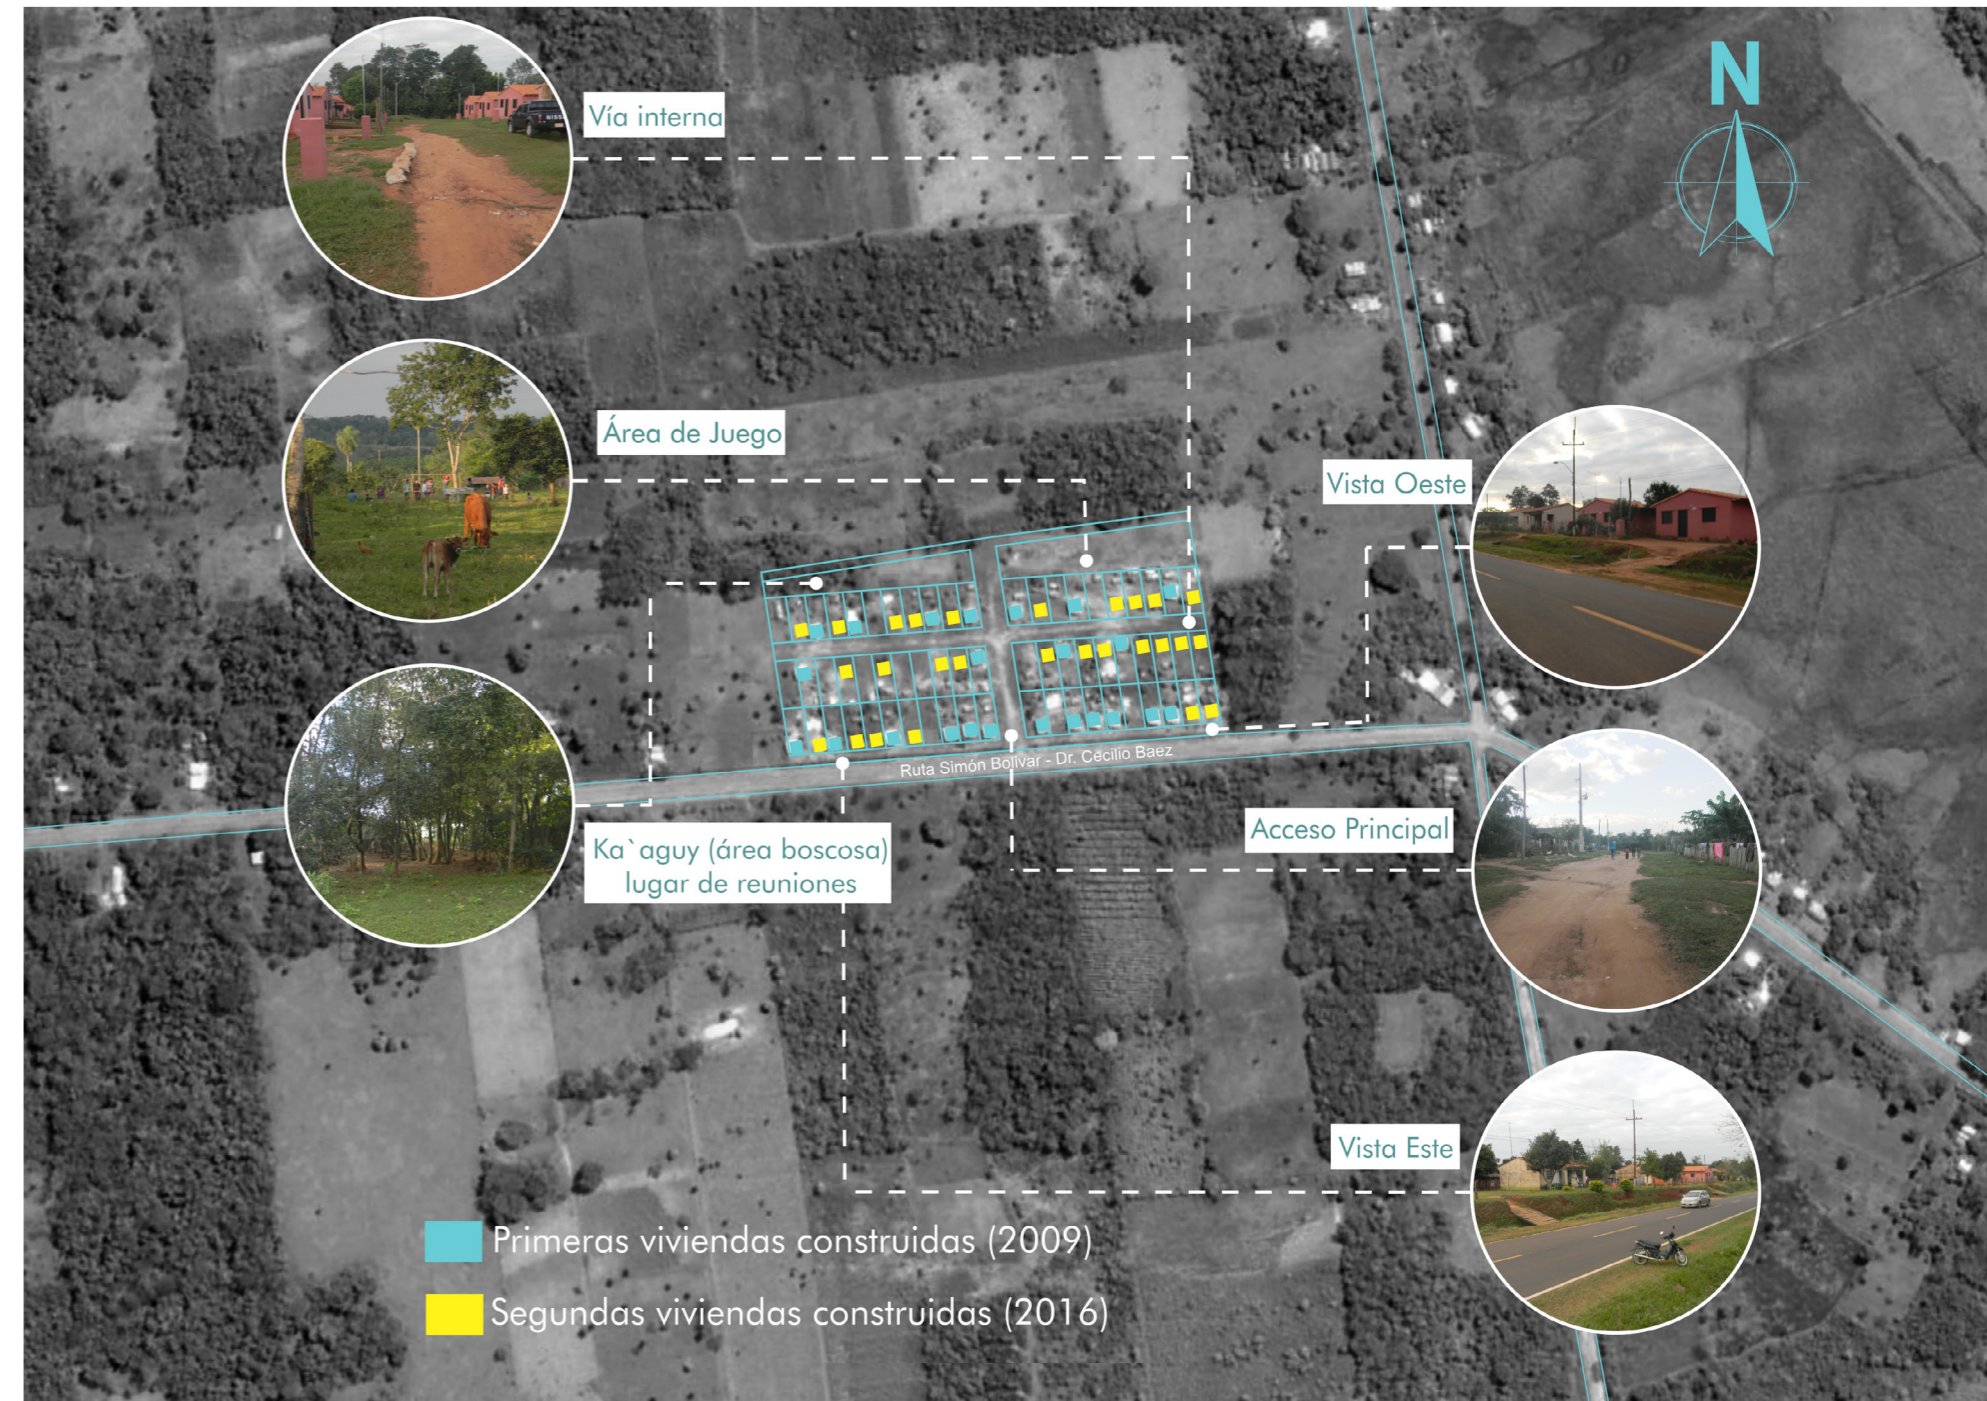 N
Vía interna
Área de Juego
Vista Oeste
Ruta Simón Bolívar - Dr. Cecilio Baez
Acceso Principal
Ka`aguy (área boscosa)
lugar de reuniones
Vista Este
Primeras viviendas construidas (2009)
Segundas viviendas construidas (2016)